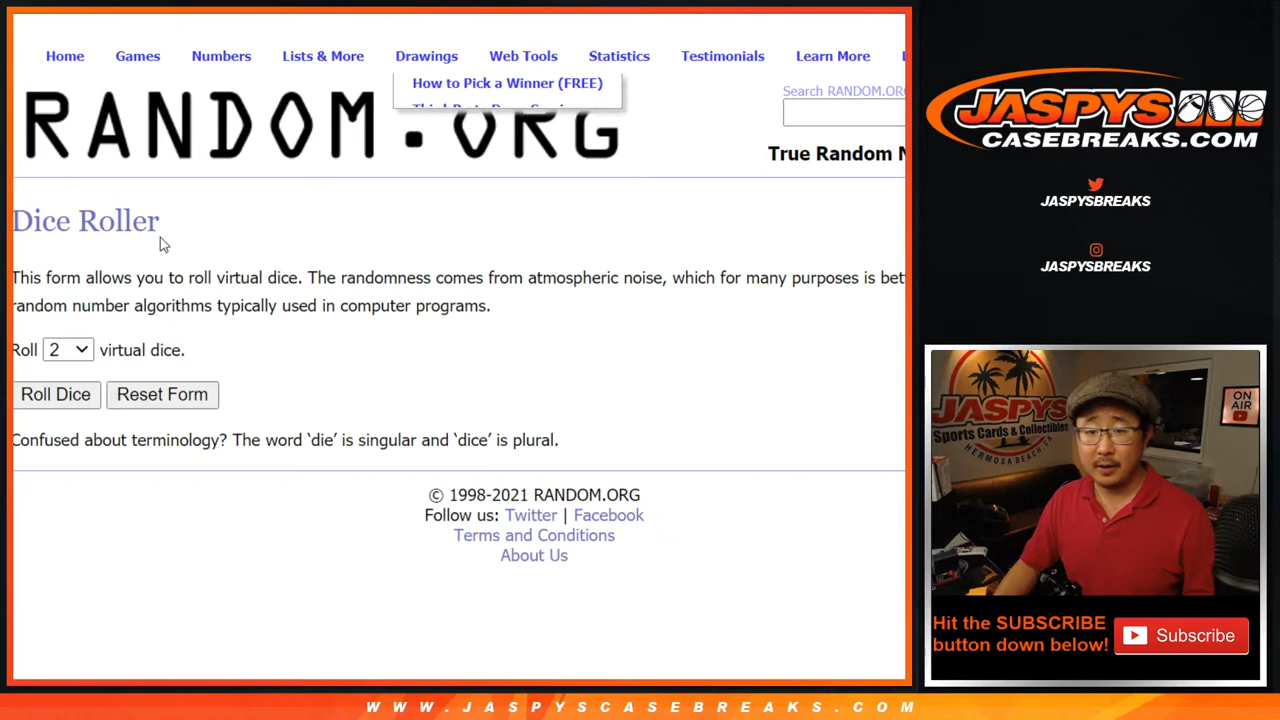 Home Games Numbers Lists & More Drawings Web Tools Statistics Testimonials Learn More
How to Pick a Winner (FREE)
RANDOM.ORG
Search RANDOM.ORG
True Random N
Dice Roller
This form allows you to roll virtual dice. The randomness comes from atmospheric noise, which for many purposes is bet
random number algorithms typically used in computer programs.
Roll 2 virtual dice.
Roll Dice Reset Form
Confused about terminology? The word ‘die’ is singular and ‘dice’ is plural.
© 1998-2021 RANDOM.ORG
Follow us: Twitter | Facebook
Terms and Conditions
About Us
JASPYS
CASEBREAKS.COM
JASPYSBREAKS
JASPYSBREAKS
JASPYS
Sports Cards & Collectibles
HERMOSA BEACH, CA
ON
AIR
Hit the SUBSCRIBE
button down below!
Subscribe
WWW.JASPYSCASEBREAKS.COM